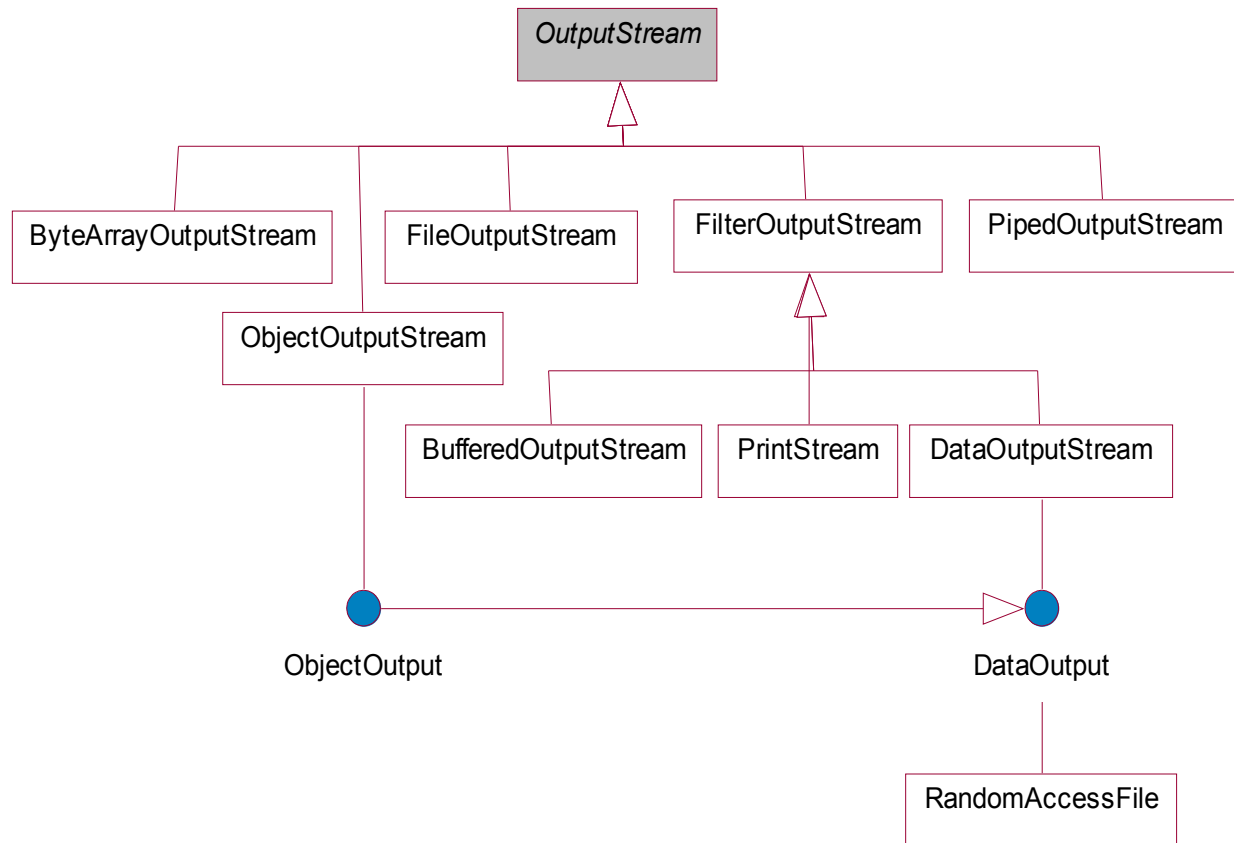 OutputStream
ByteArrayOutputStream
FileOutputStream
FilterOutputStream
PipedOutputStream
ObjectOutputStream
BufferedOutputStream
PrintStream
DataOutputStream
ObjectOutput
DataOutput
RandomAccessFile